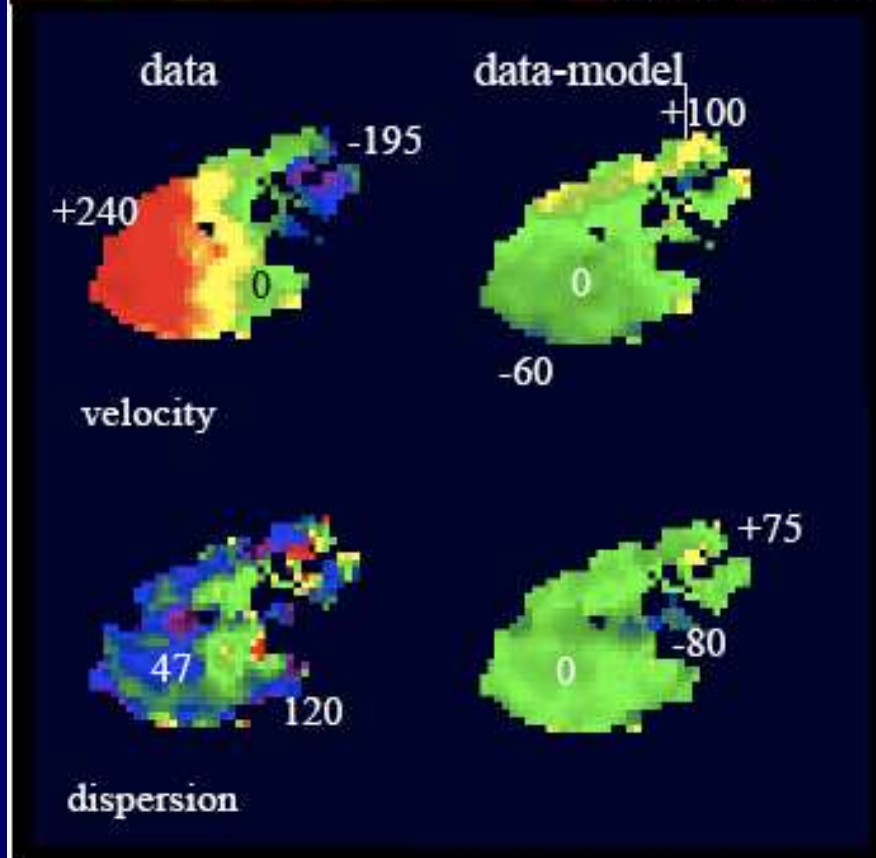 data
data-model
+100
-195
+240
0
0
-60
velocity
+75
47
-80
0
120
dispersion